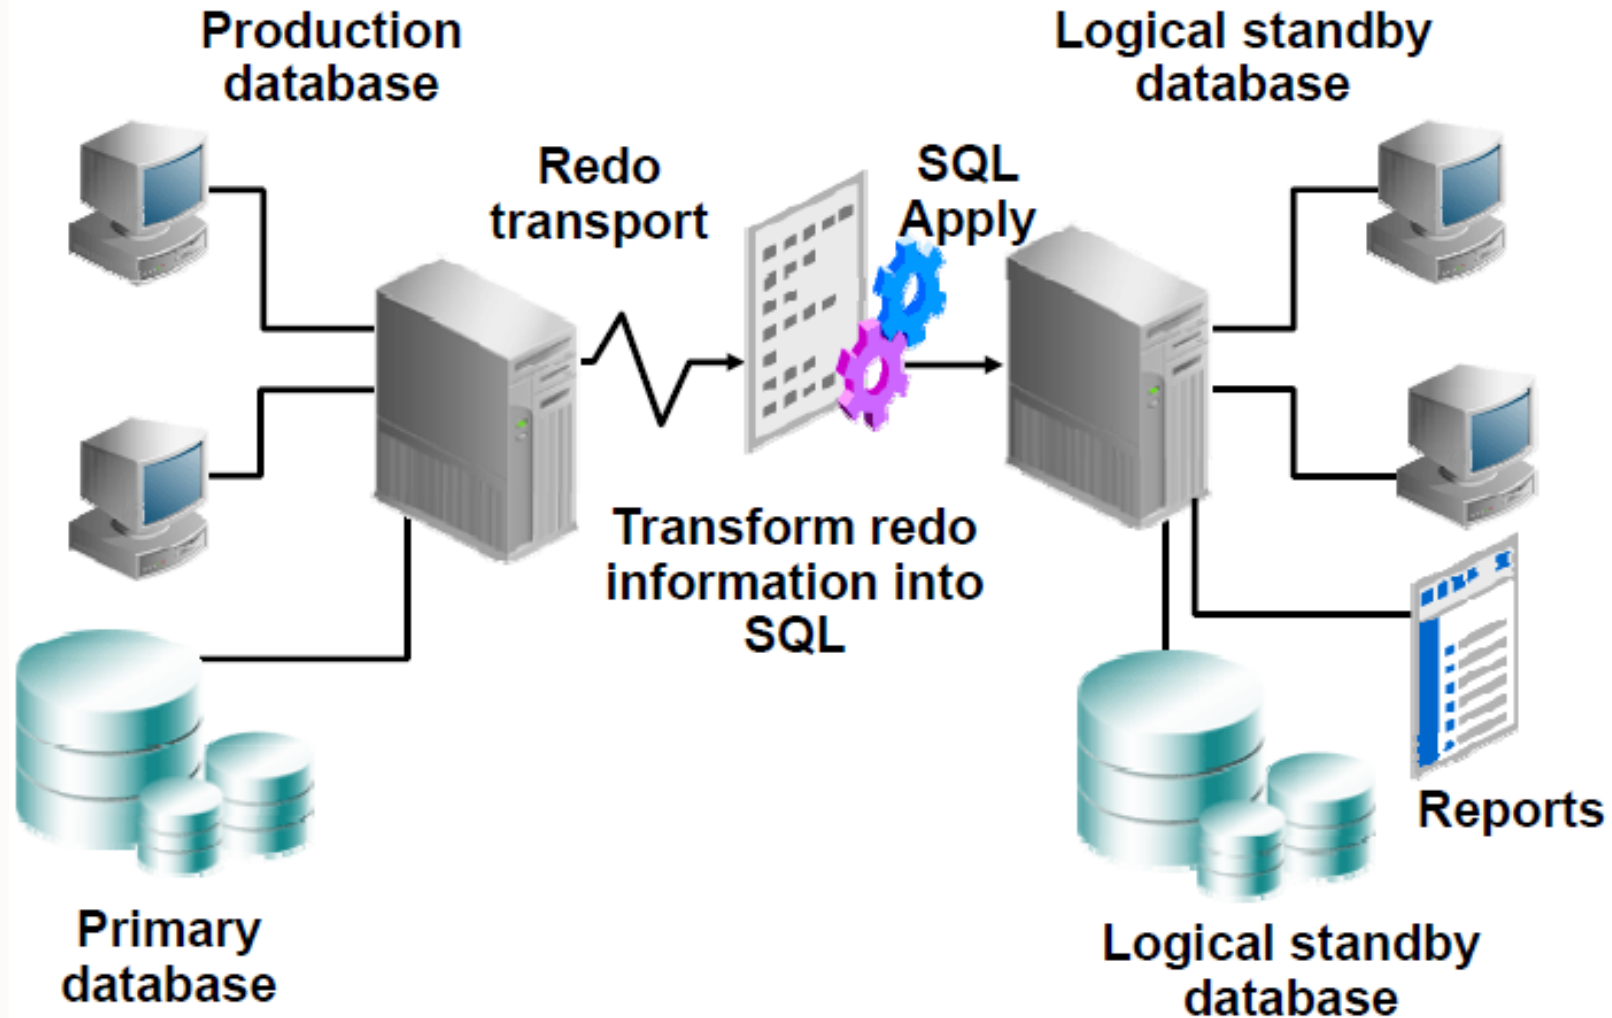 Production
database
Logical standby
database
Redo
transport
SQL
Apply
Transform redo
information into
SQL
Reports
Primary
database
Logical standby
database